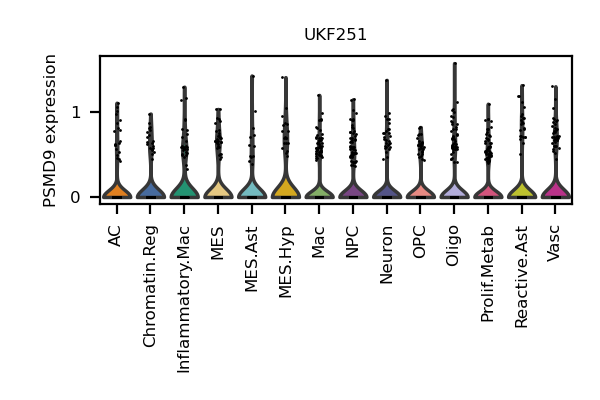 UKF251
PSMD9 expression
1
0
AC
Chromatin.Reg
Inflammatory.Mac
MES
MES.Ast
MES.Hyp
Mac
NPC
Neuron
OPC
Oligo
Prolif.Metab
Reactive.Ast
Vasc